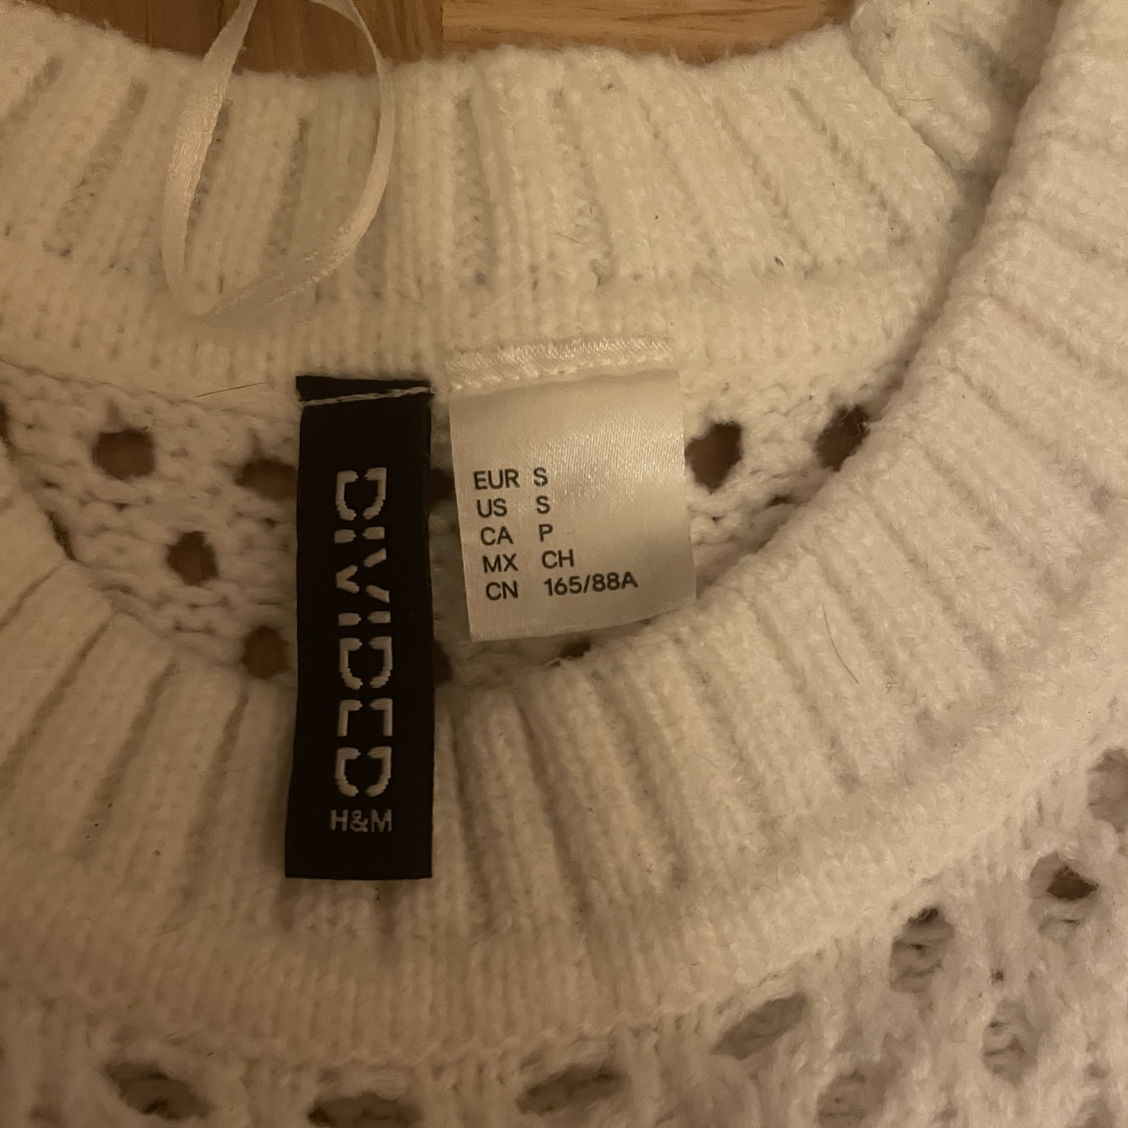 DIVIDED
H&M
EUR S
US S
CA P
MX CH
CN 165/88A